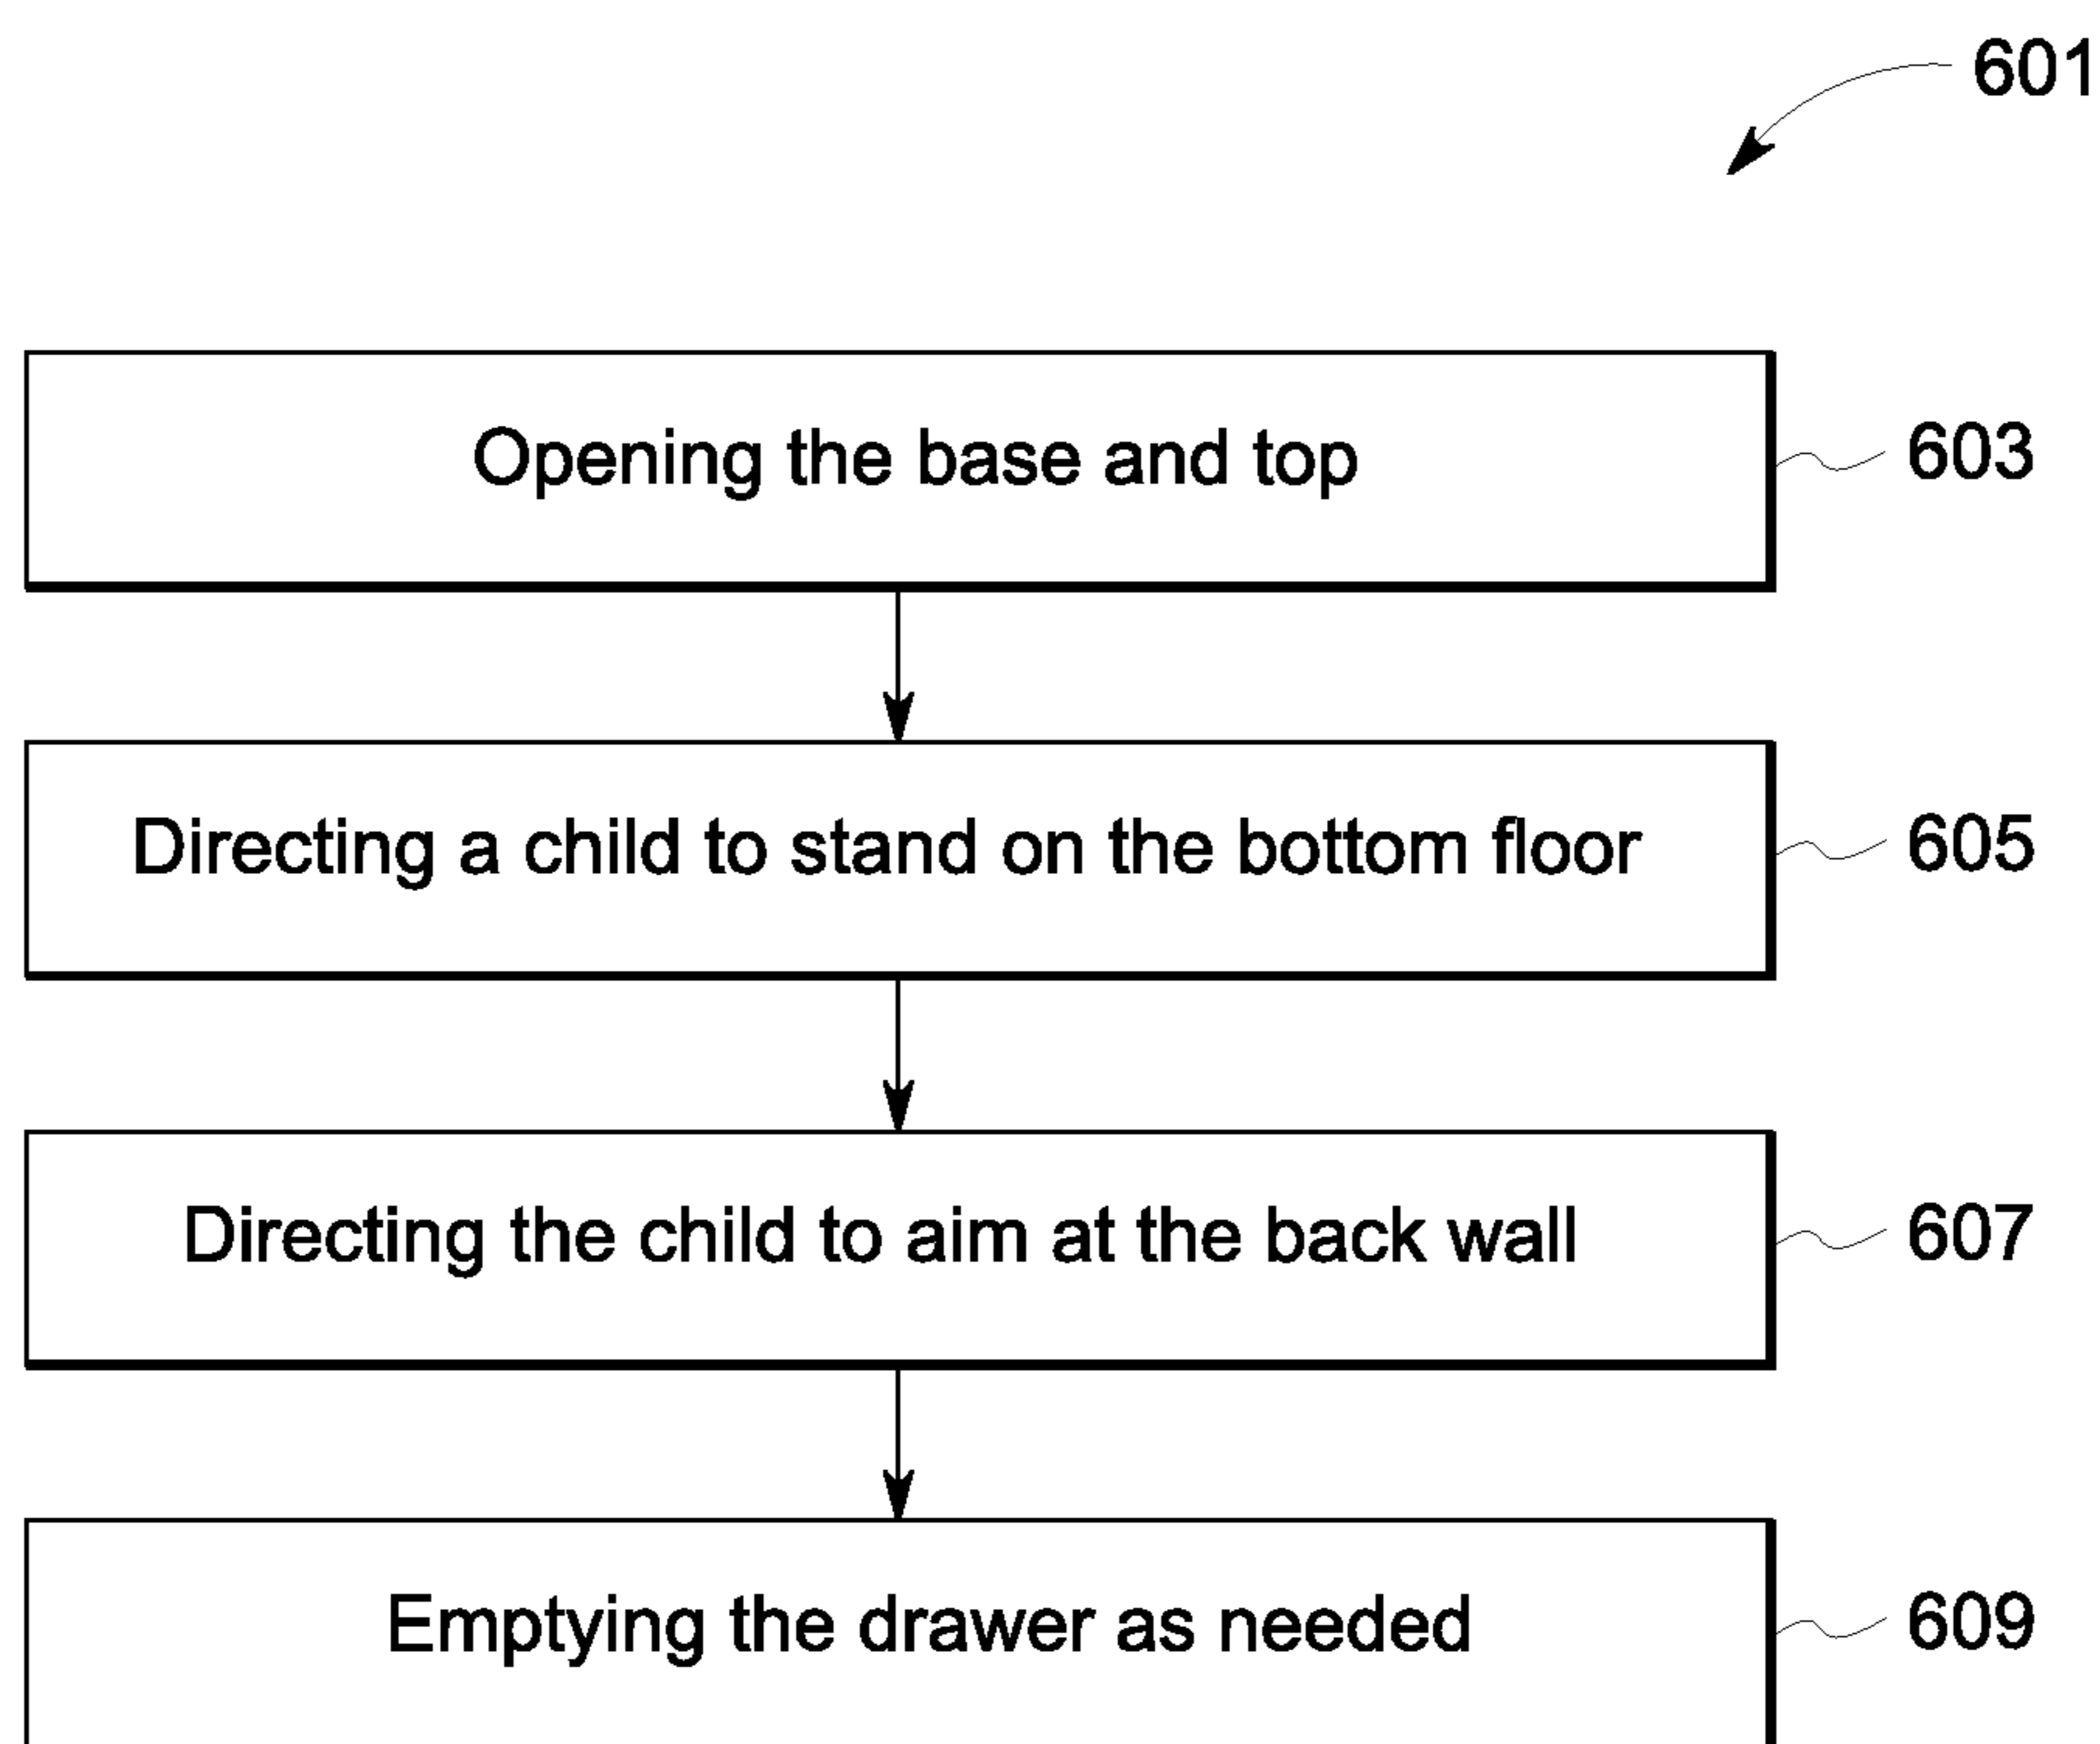 601
Opening the base and top
603
Directing a child to stand on the bottom floor
605
Directing the child to aim at the back wall
607
Emptying the drawer as needed
609